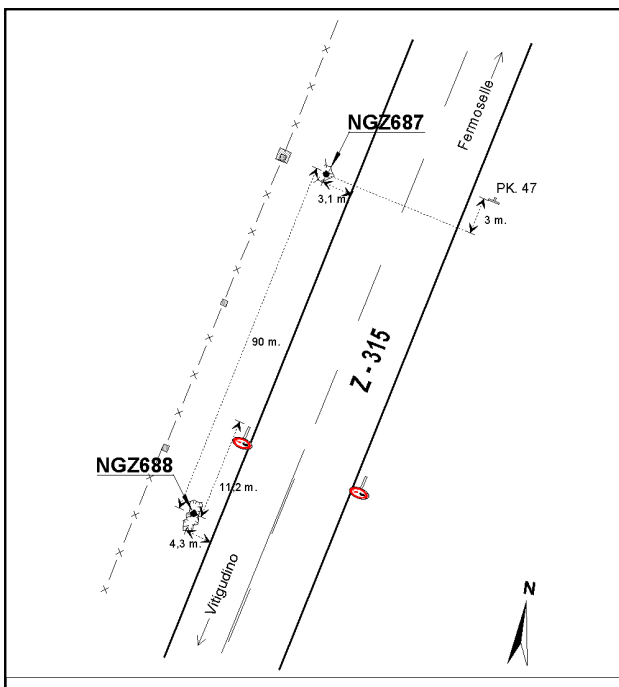 NGZ687
Fermoselle
PK. 47
3,1 m.
3 m.
90 m.
Z - 315
NGZ688
11,2 m.
4,3 m.
Vitigudino
N